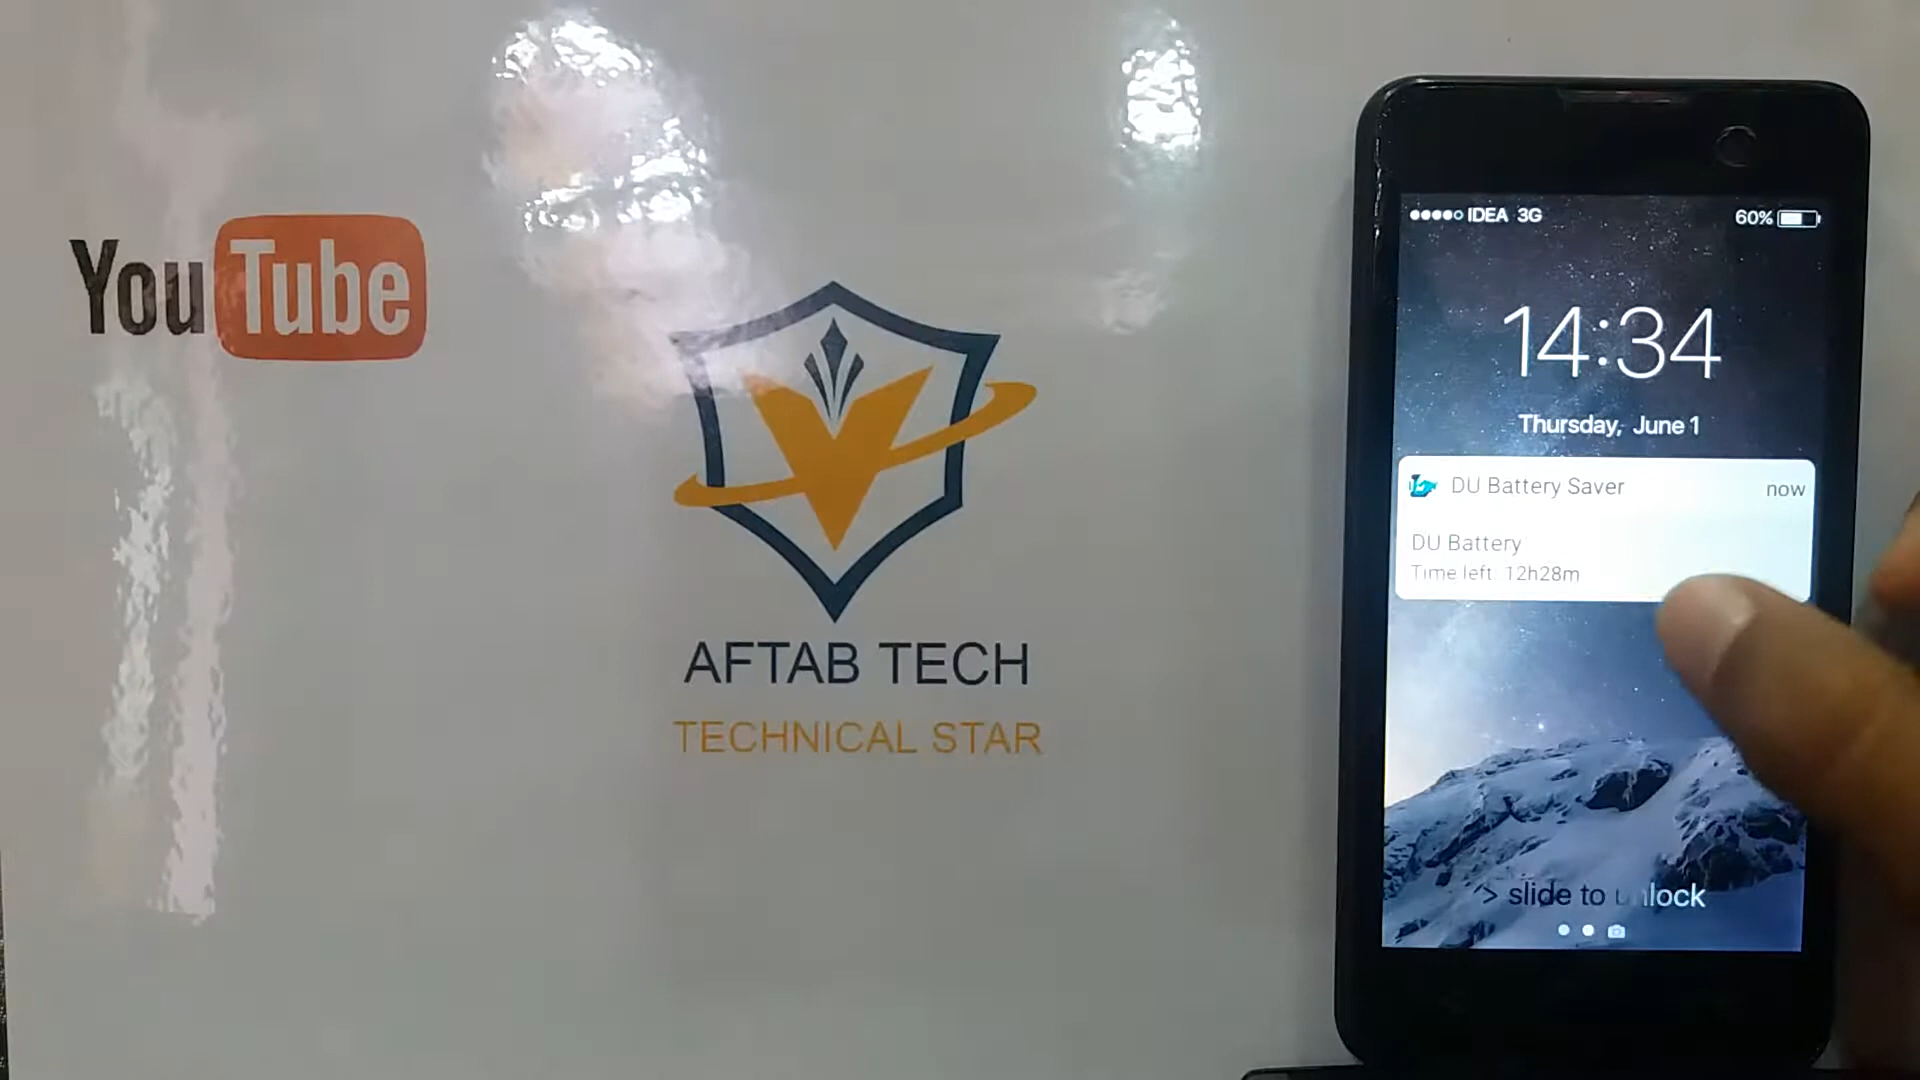 YouTube
AFTAB TECH
TECHNICAL STAR
IDEA 3G
60%
14:34
Thursday, June 1
DU Battery Saver
now
DU Battery
Time left: 12h28m
> slide to unlock